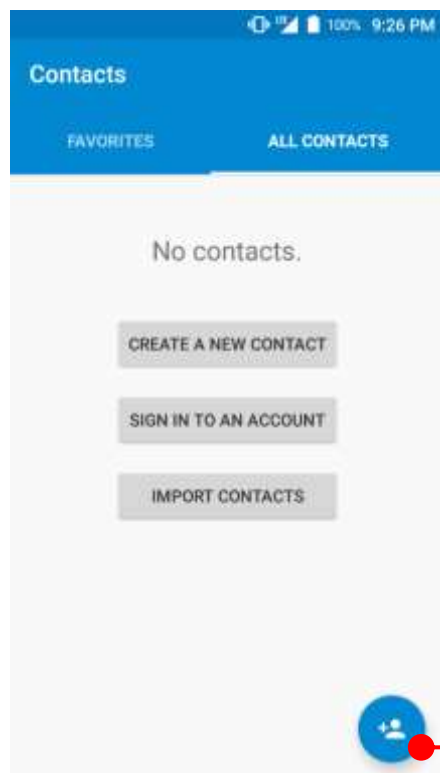 100% 9:26 PM
Contacts
FAVORITES ALL CONTACTS
No contacts.
CREATE A NEW CONTACT
SIGN IN TO AN ACCOUNT
IMPORT CONTACTS